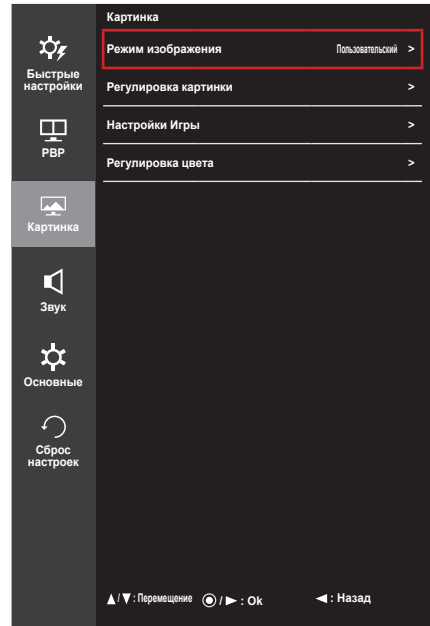 Картинка
Режим изображения Пользовательский >
Регулировка картинки >
Настройки Игры >
Регулировка цвета >
Быстрые
настройки
PBP
Картинка
Звук
Основные
Сброс
настроек
▲/▼: Перемещение ◉/►: Ok ◄: Назад